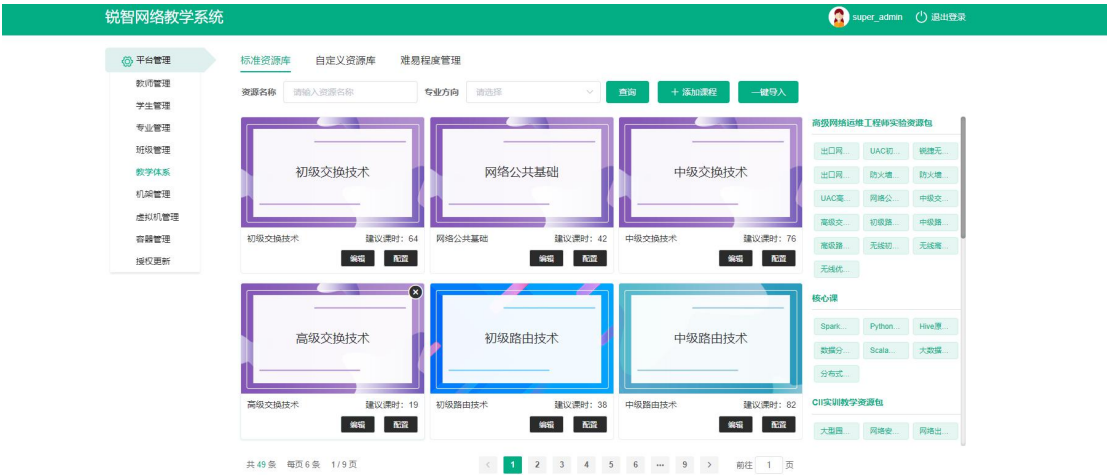 锐智网络教学系统
super_admin 退出登录
平台管理
教师管理
学生管理
专业管理
班级管理
教学体系
机架管理
虚拟机管理
容器管理
授权更新
标准资源库 自定义资源库 难易程度管理
资源名称 请输入资源名称 专业方向 请选择 查询 + 添加课程 一键导入
初级交换技术 网络公共基础 中级交换技术
初级交换技术 建议课时: 64 网络公共基础 建议课时: 42 中级交换技术 建议课时: 76
编辑 配置 编辑 配置 编辑 配置
高级交换技术 初级路由技术 中级路由技术
高级交换技术 建议课时: 19 初级路由技术 建议课时: 38 中级路由技术 建议课时: 82
编辑 配置 编辑 配置 编辑 配置
共 49 条 每页 6 条 1 / 9 页 < 1 2 3 4 5 6 ••• 9 > 前往 1 页
高级网络运维工程师实验资源包
出口网... UAC初... 锐捷无...
出口网... 防火墙... 防火墙...
UAC高... 网络公... 中级交...
高级交... 初级路... 中级路...
高级路... 无线初... 无线高...
无线优...
核心课
Spark... Python... Hive原...
数据分... Scala... 大数据...
分布式...
CII实训教学资源包
大型园... 网络安... 网络出...